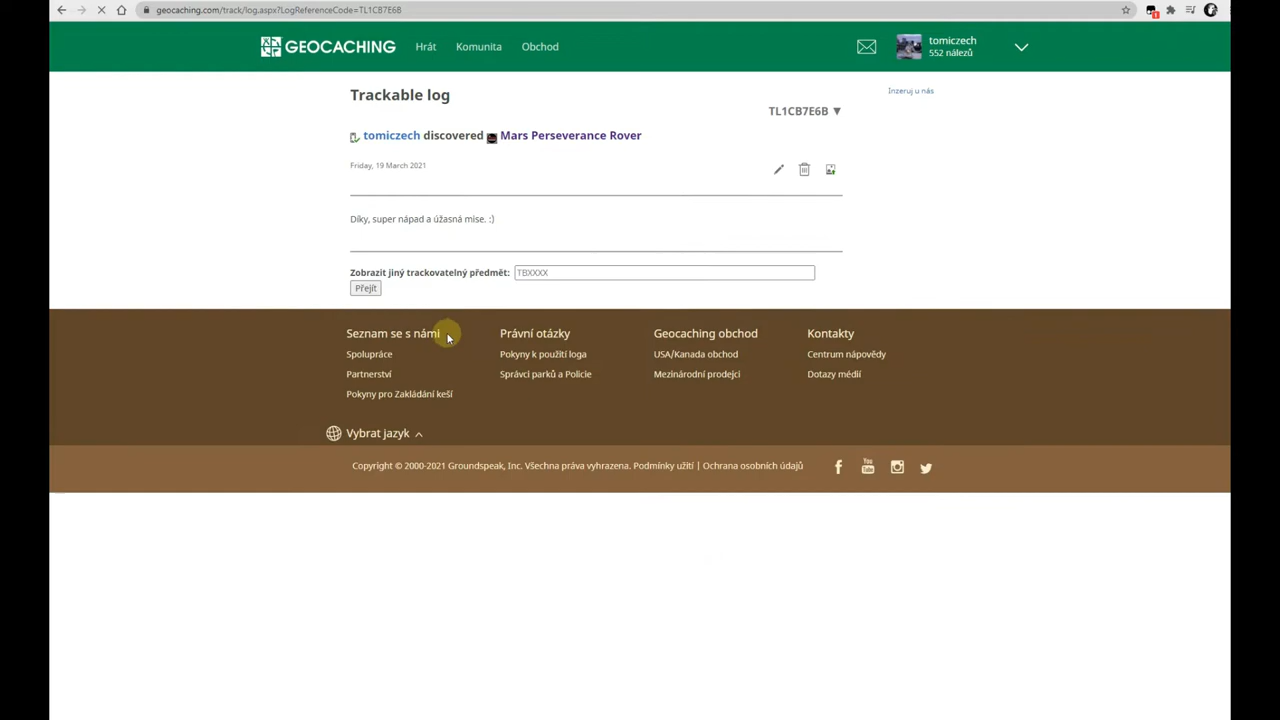 geocaching.com/track/log.aspx?LogReferenceCode=TL1CB7E6B
1
GEOCACHING
Hrát
Komunita
Obchod
tomiczech
552 nálezů
Trackable log
Inzeruj u nás
TL1CB7E6B ▼
tomiczech discovered Mars Perseverance Rover
Friday, 19 March 2021
Díky, super nápad a úžasná mise. :)
Zobrazit jiný trackovatelný předmět: TBXXXX
Přejít
Seznam se s námi
Spolupráce
Partnerství
Pokyny pro Zakládání keší
Právní otázky
Pokyny k použití loga
Správci parků a Policie
Geocaching obchod
USA/Kanada obchod
Mezinárodní prodejci
Kontakty
Centrum nápovědy
Dotazy médií
Vybrat jazyk
Copyright © 2000-2021 Groundspeak, Inc. Všechna práva vyhrazena. Podmínky užití | Ochrana osobních údajů
You Tube